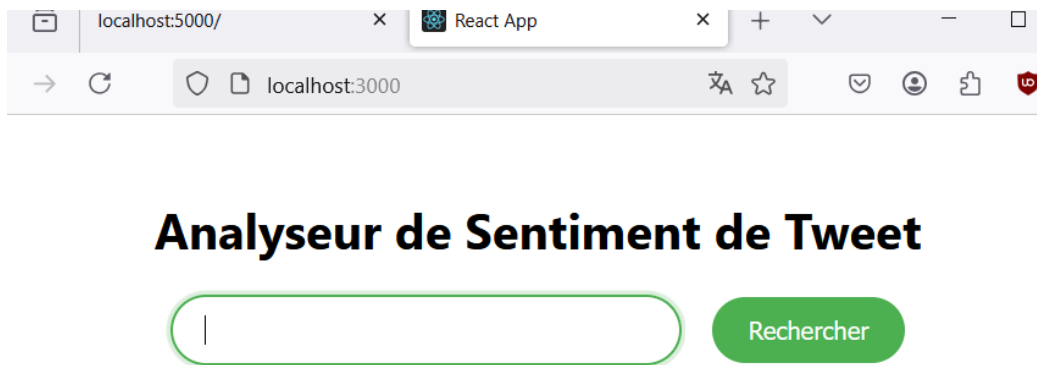 localhost:5000/ React App
localhost:3000
Analyseur de Sentiment de Tweet
Rechercher